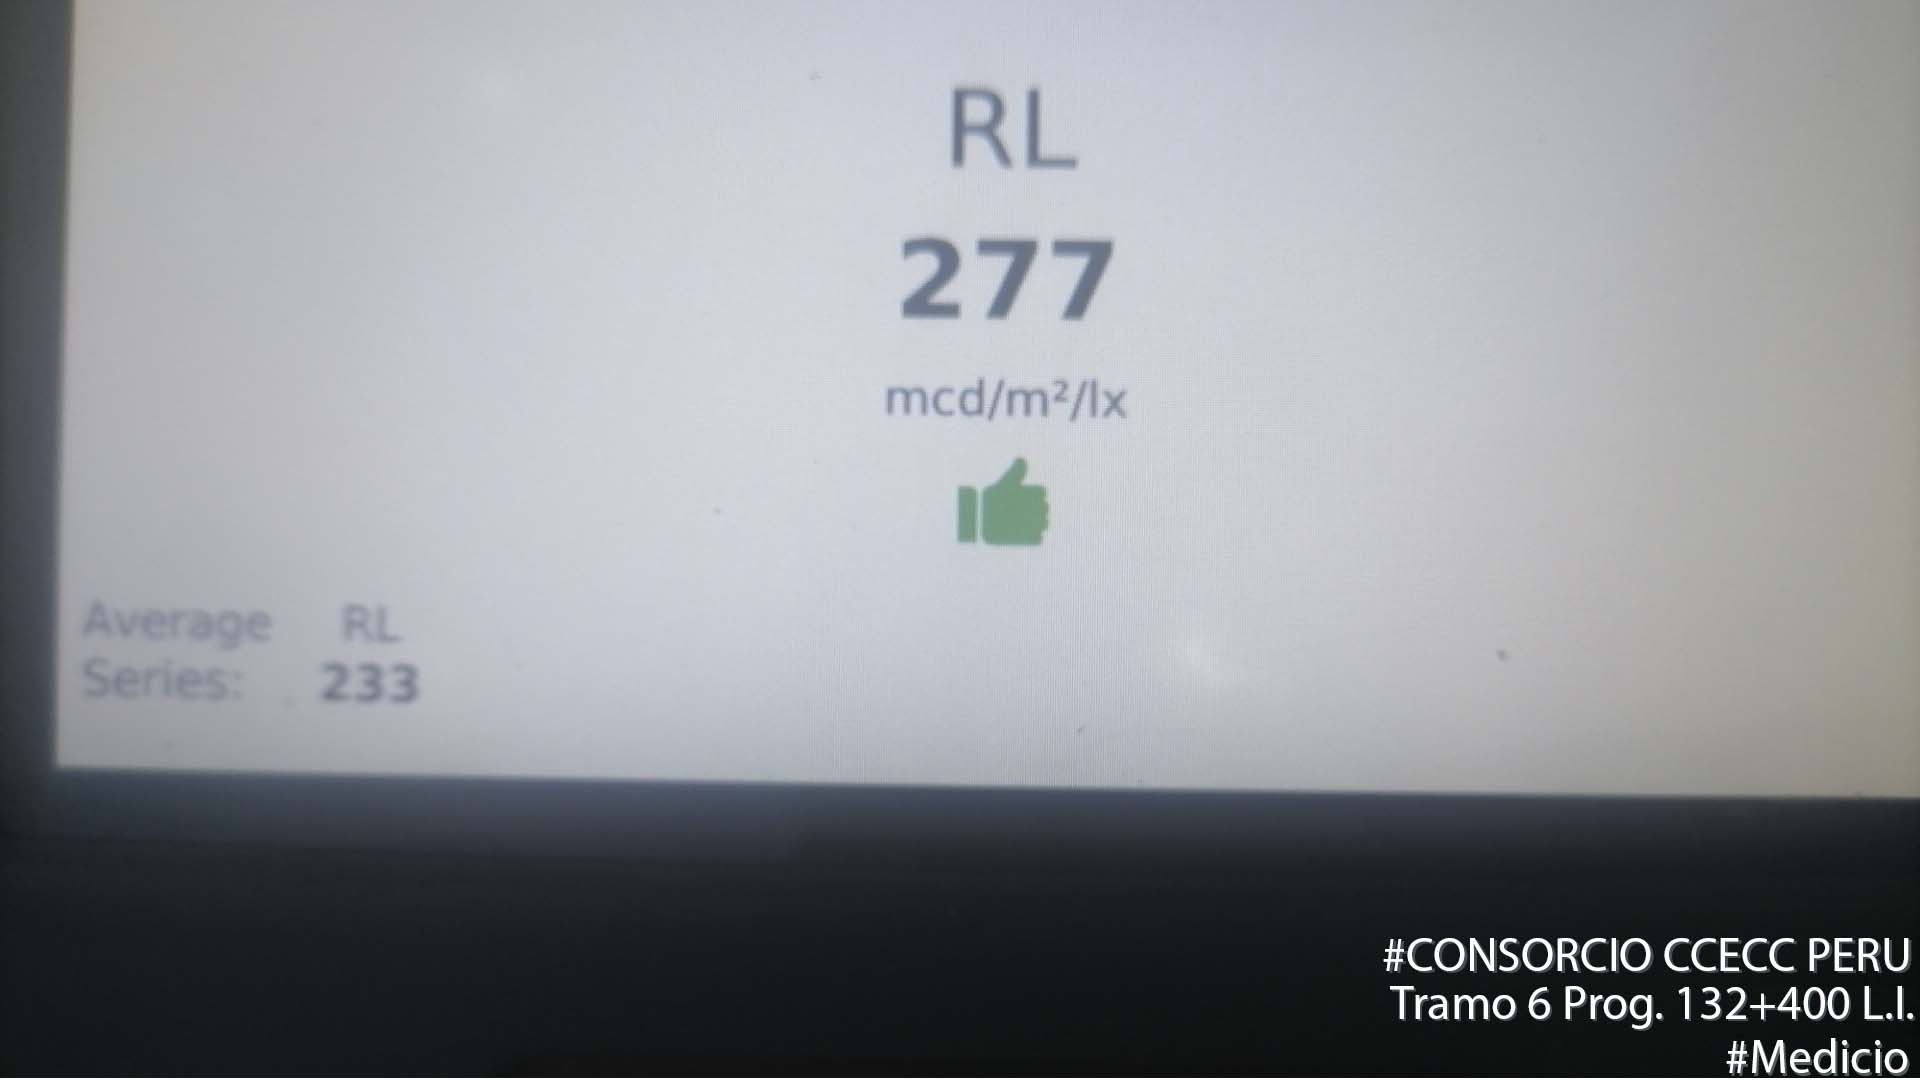 RL
277
mcd/m²/lx
Average RL
Series: 233
#CONSORCIO CCECC PERU
Tramo 6 Prog. 132+400 L.I.
#Medicio